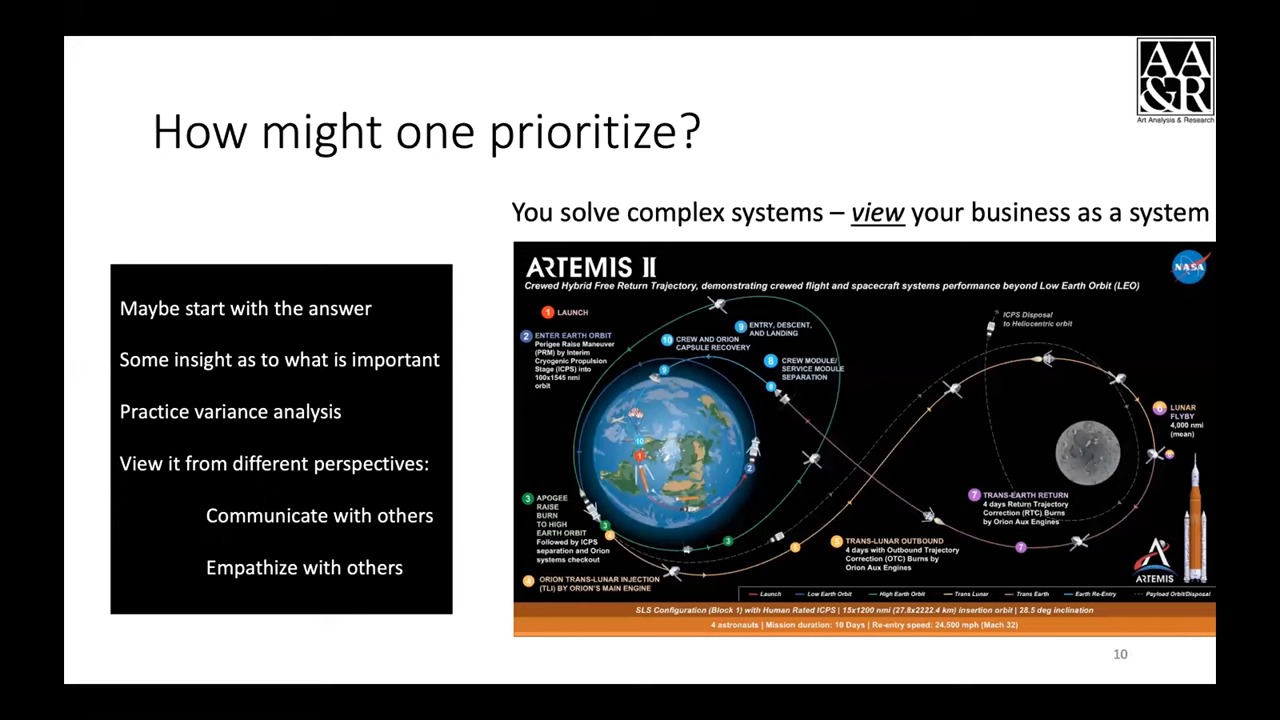 AA
&R
Art Analysis & Research
How might one prioritize?
You solve complex systems – view your business as a system
Maybe start with the answer
Some insight as to what is important
Practice variance analysis
View it from different perspectives:
Communicate with others
Empathize with others
ARTEMIS II
NASA
Crewed Hybrid Free Return Trajectory, demonstrating crewed flight and spacecraft systems performance beyond Low Earth Orbit (LEO)
1 LAUNCH
2 ENTER EARTH ORBIT
Perigee Raise Maneuver
(PRM) by Interim
Cryogenic Propulsion
Stage (ICPS) into
100x1545 nmi
orbit
10 CREW AND ORION
CAPSULE RECOVERY
9 ENTRY, DESCENT,
AND LANDING
8 CREW MODULE/
SERVICE MODULE
SEPARATION
ICPS Disposal
to Heliocentric orbit
9
8
10
1
2
6 LUNAR
FLYBY
4,000 nmi
(mean)
6
3 APOGEE
RAISE
BURN
TO HIGH
EARTH ORBIT
Followed by ICPS
separation and Orion
systems checkout
3
4
3
5
7
4 ORION TRANS-LUNAR INJECTION
(TLI) BY ORION'S MAIN ENGINE
5 TRANS-LUNAR OUTBOUND
4 days with Outbound Trajectory
Correction (OTC) Burns by
Orion Aux Engines
7 TRANS-EARTH RETURN
4 days Return Trajectory
Correction (RTC) Burns
by Orion Aux Engines
ARTEMIS
Launch Low Earth Orbit High Earth Orbit Trans Lunar Trans Earth Earth Re-Entry Payload Orbit/Disposal
SLS Configuration (Block 1) with Human Rated ICPS | 15x1200 nmi (27.8x2222.4 km) insertion orbit | 28.5 deg inclination
4 astronauts | Mission duration: 10 Days | Re-entry speed: 24,500 mph (Mach 32)
10